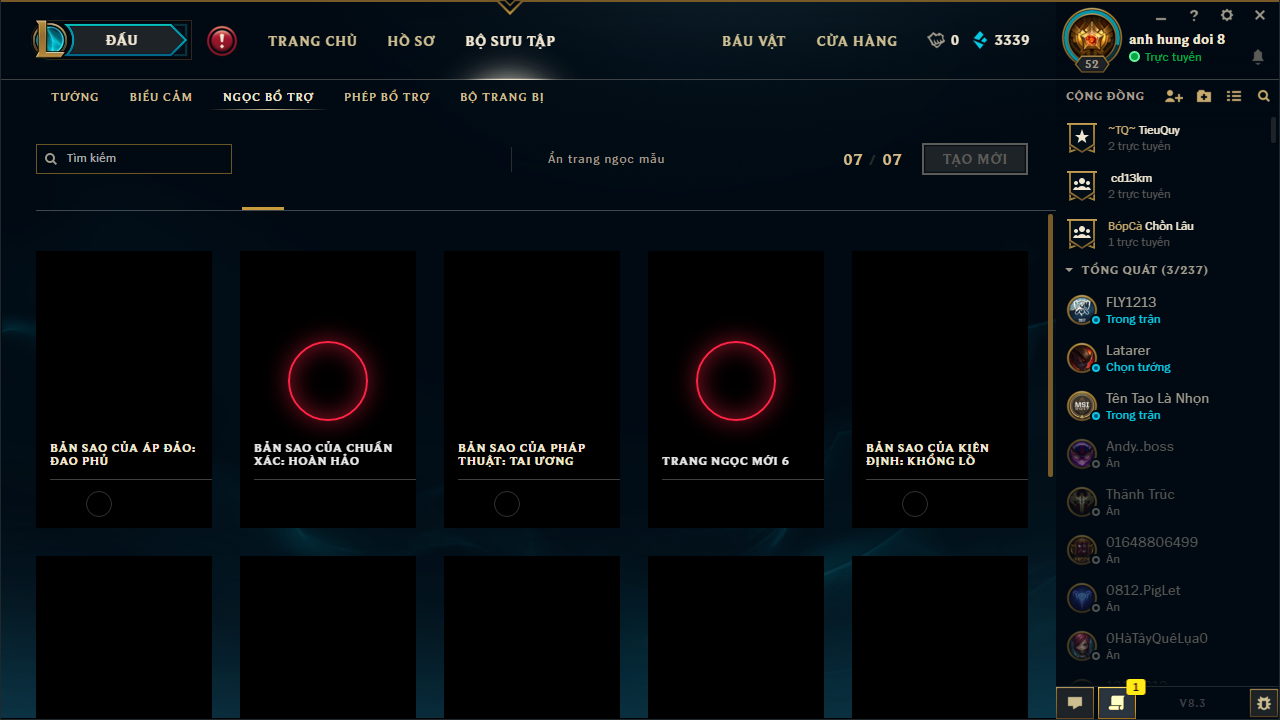 ĐẤU
TRANG CHỦ
HỒ SƠ
BỘ SƯU TẬP
BÁU VẬT
CỬA HÀNG
0
3339
52
anh hung doi 8
Trực tuyến
TƯỚNG
BIỂU CẢM
NGỌC BỔ TRỢ
PHÉP BỔ TRỢ
BỘ TRANG BỊ
CỘNG ĐỒNG
Tìm kiếm
Ẩn trang ngọc mẫu
07 / 07
TẠO MỚI
~TQ~ TieuQuy
2 trực tuyến
cd13km
2 trực tuyến
BópCà Chồn Lâu
1 trực tuyến
TỔNG QUÁT (3/237)
FLY1213
Trong trận
Latarer
Chọn tướng
Tên Tao Là Nhọn
Trong trận
Andy..boss
Ẩn
Thãnh Trũc
Ẩn
01648806499
Ẩn
0812.PigLet
Ẩn
0HàTâyQuêLụa0
Ẩn
BẢN SAO CỦA ÁP ĐẢO:
ĐAO PHỦ
BẢN SAO CỦA CHUẨN
XÁC: HOÀN HẢO
BẢN SAO CỦA PHÁP
THUẬT: TAI ƯƠNG
TRANG NGỌC MỚI 6
BẢN SAO CỦA KIÊN
ĐỊNH: KHỔNG LỒ
1
V8.3